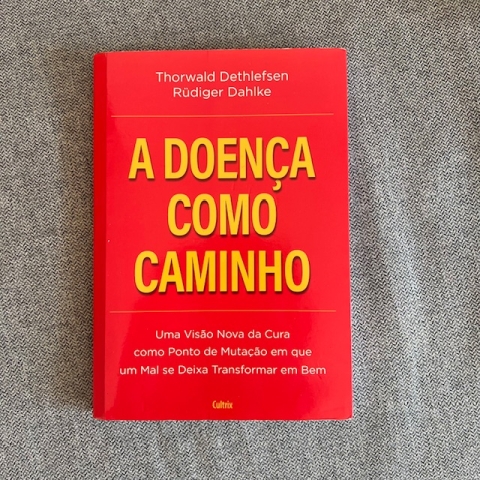 Thorwald Dethlefsen
Rüdiger Dahlke
A DOENÇA
COMO
CAMINHO
Uma Visão Nova da Cura
como Ponto de Mutação em que
um Mal se Deixa Transformar em Bem
Cultrix